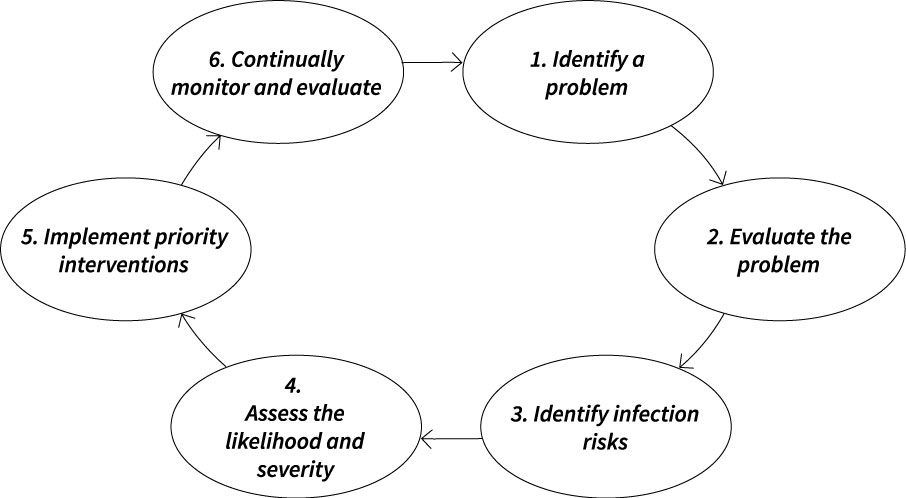 1. Identify a
problem
2. Evaluate the
problem
3. Identify infection
risks
4.
Assess the
likelihood and
severity
5. Implement priority
interventions
6. Continually
monitor and evaluate